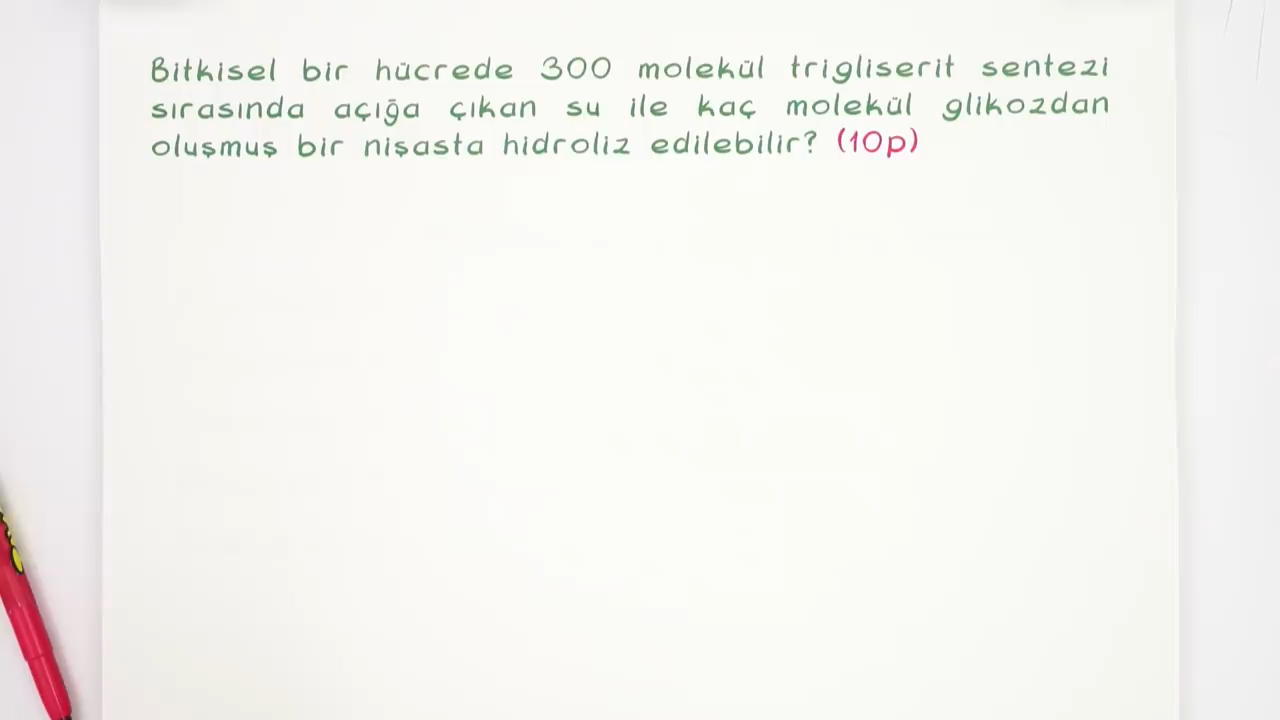 Bitkisel bir hücrede 300 molekül trigliserit sentezi
sırasında açığa çıkan su ile kaç molekül glikozdan
oluşmuş bir nişasta hidroliz edilebilir? (10p)